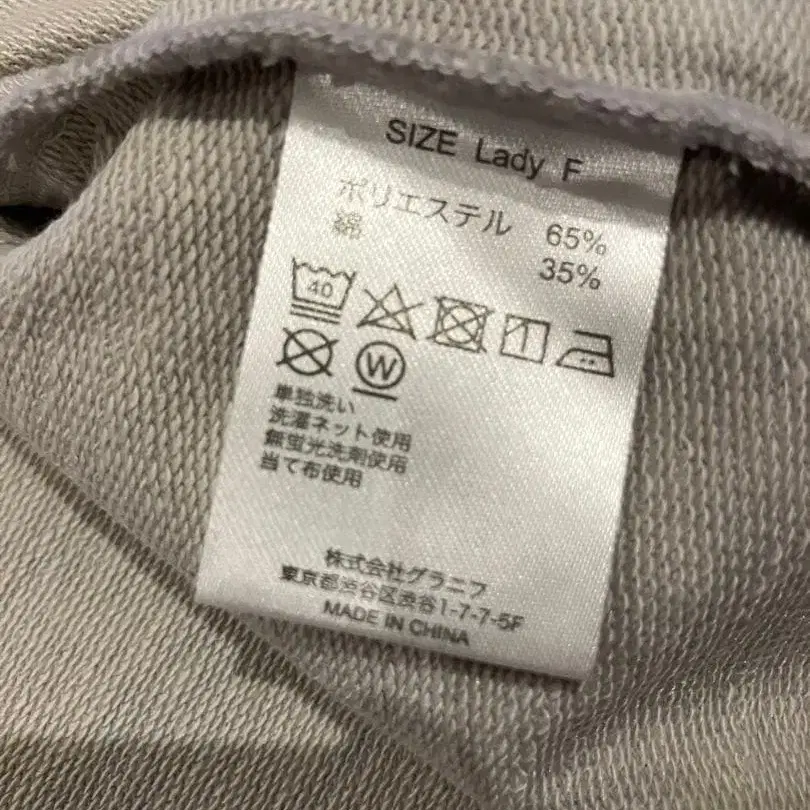 SIZE Lady F
ポリエステル 65%
綿 35%
40
W
単独洗い
洗濯ネット使用
無蛍光洗剤使用
当て布使用
株式会社グラニフ
東京都渋谷区渋谷1-7-7-5F
MADE IN CHINA